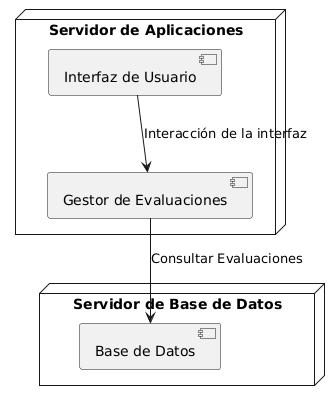 Servidor de Aplicaciones
Interfaz de Usuario
Interacción de la interfaz
Gestor de Evaluaciones
Consultar Evaluaciones
Servidor de Base de Datos
Base de Datos